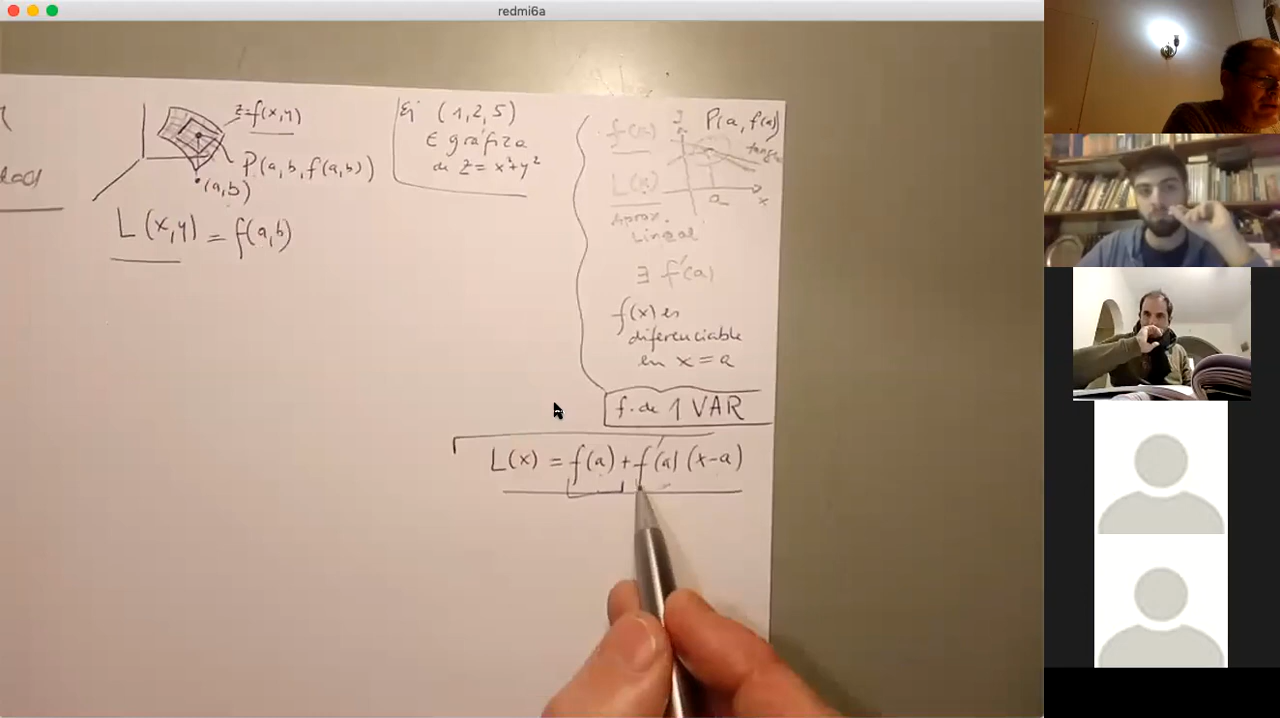 redmi6a
z=f(x,y)
P(a,b,f(a,b))
(a,b)
L(x,y) = f(a,b)
Ej (1,2,5)
∈ gráfica
de z = x²+y²
f(x)
P(a, f(a))
L(x)
a
x
Aprox.
Lineal
∃ f'(a)
f(x) es
diferenciable
en x = a
f. de 1 VAR
L(x) = f(a) + f'(a) (x-a)